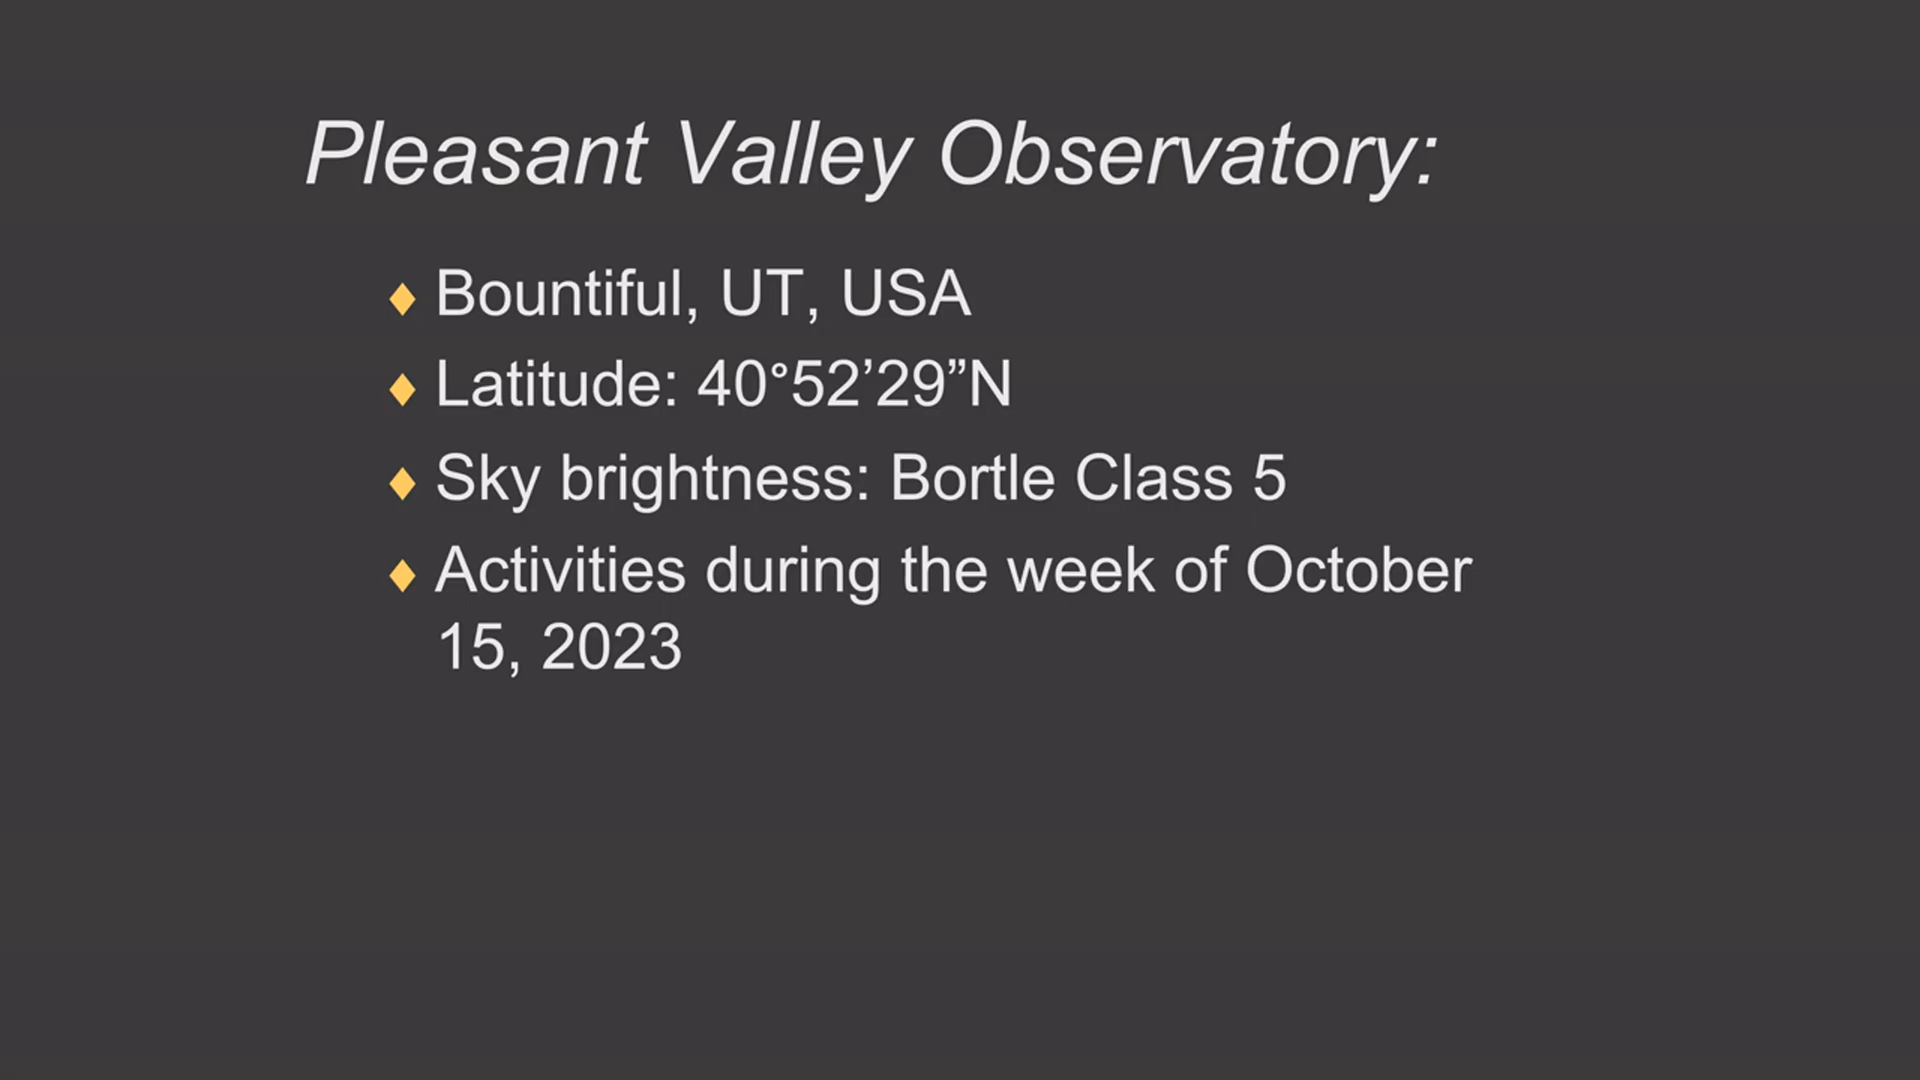 Pleasant Valley Observatory:
♦ Bountiful, UT, USA
♦ Latitude: 40°52’29”N
♦ Sky brightness: Bortle Class 5
♦ Activities during the week of October
15, 2023